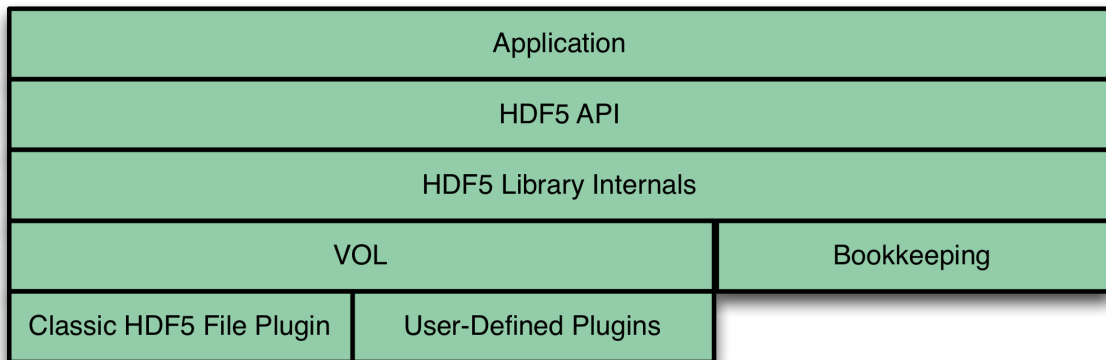 Application
HDF5 API
HDF5 Library Internals
VOL
Bookkeeping
Classic HDF5 File Plugin
User-Defined Plugins